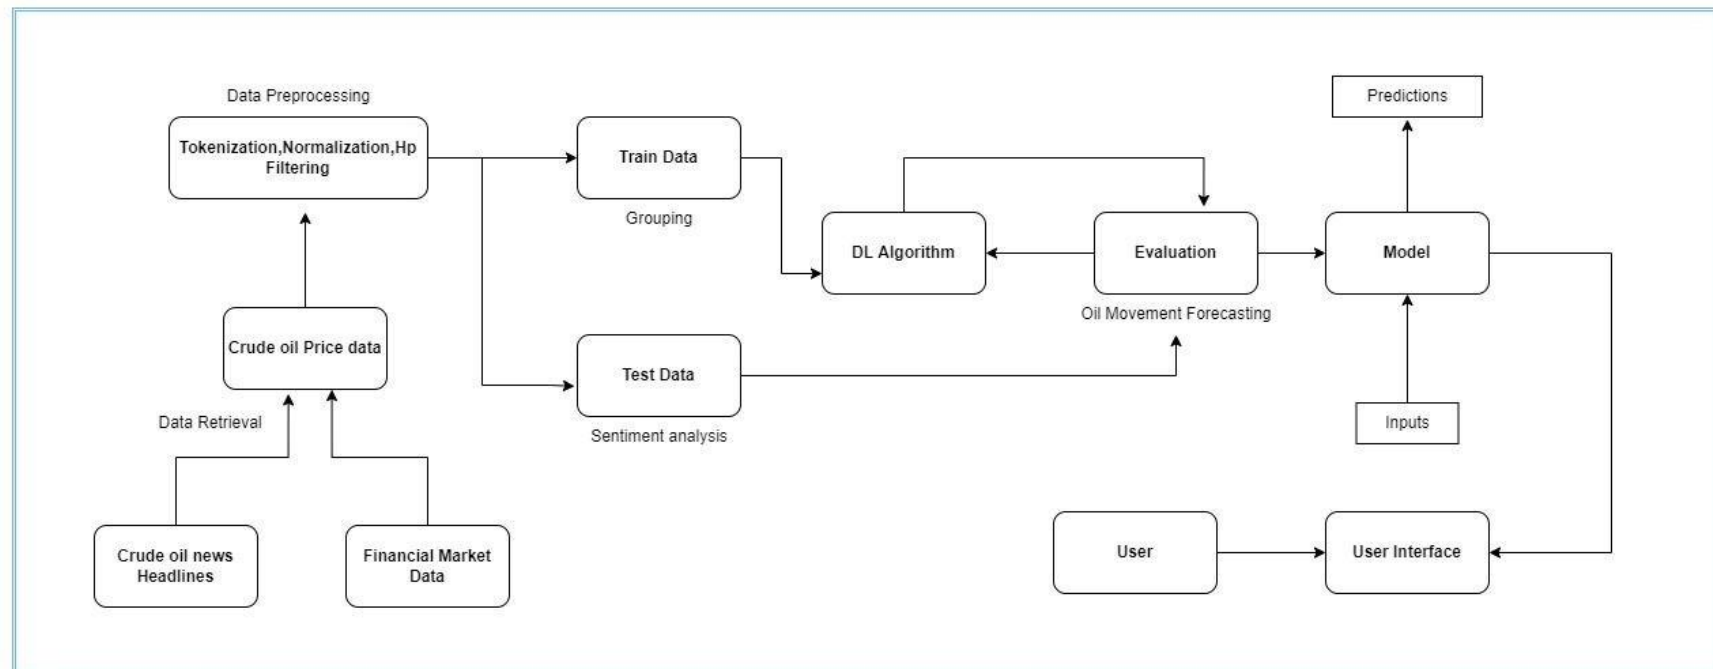 Data Preprocessing
Tokenization,Normalization,Hp
Filtering
Train Data
Grouping
Predictions
DL Algorithm
Evaluation
Model
Oil Movement Forecasting
Crude oil Price data
Test Data
Sentiment analysis
Data Retrieval
Inputs
Crude oil news
Headlines
Financial Market
Data
User
User Interface